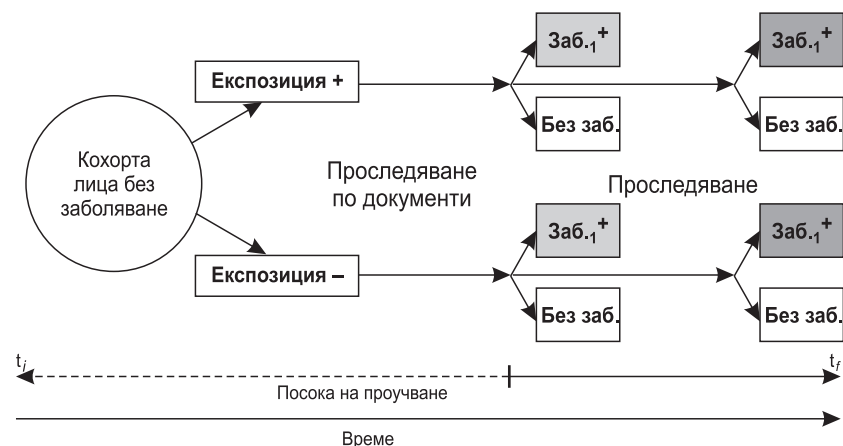 Заб.₁⁺
Заб.₁⁺
Експозиция +
Без заб.
Без заб.
Кохорта
лица без
заболяване
Проследяване
по документи
Проследяване
Заб.₁⁺
Заб.₁⁺
Експозиция –
Без заб.
Без заб.
tᵢ
t_f
Посока на проучване
Време